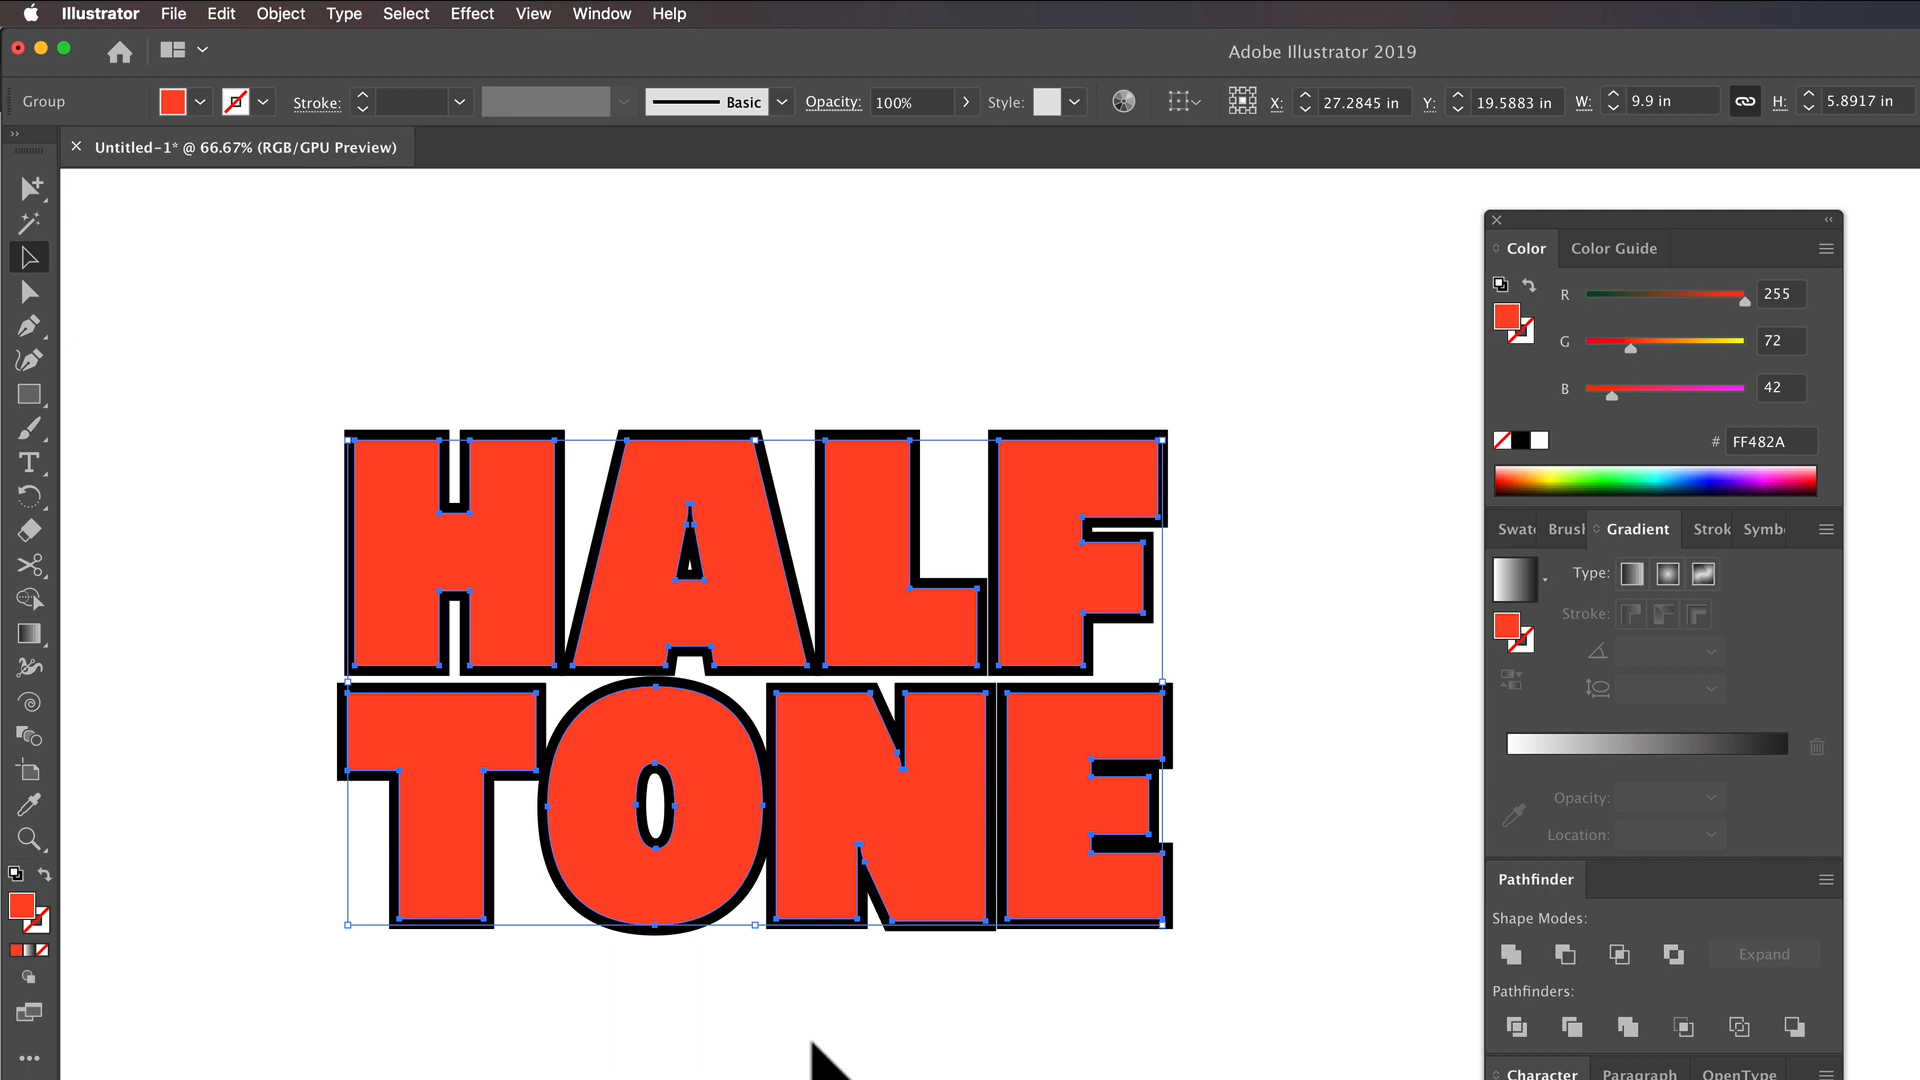 Illustrator File Edit Object Type Select Effect View Window Help
Adobe Illustrator 2019
Group Stroke: Basic Opacity: 100% Style: X: 27.2845 in Y: 19.5883 in W: 9.9 in H: 5.8917 in
Untitled-1* @ 66.67% (RGB/GPU Preview)
Color Color Guide
R 255
G 72
B 42
# FF482A
Swat Brush Gradient Strok Symb
Type:
Stroke:
Opacity:
Location:
Pathfinder
Shape Modes:
Expand
Pathfinders:
Character Paragraph OpenType
HALF
TONE